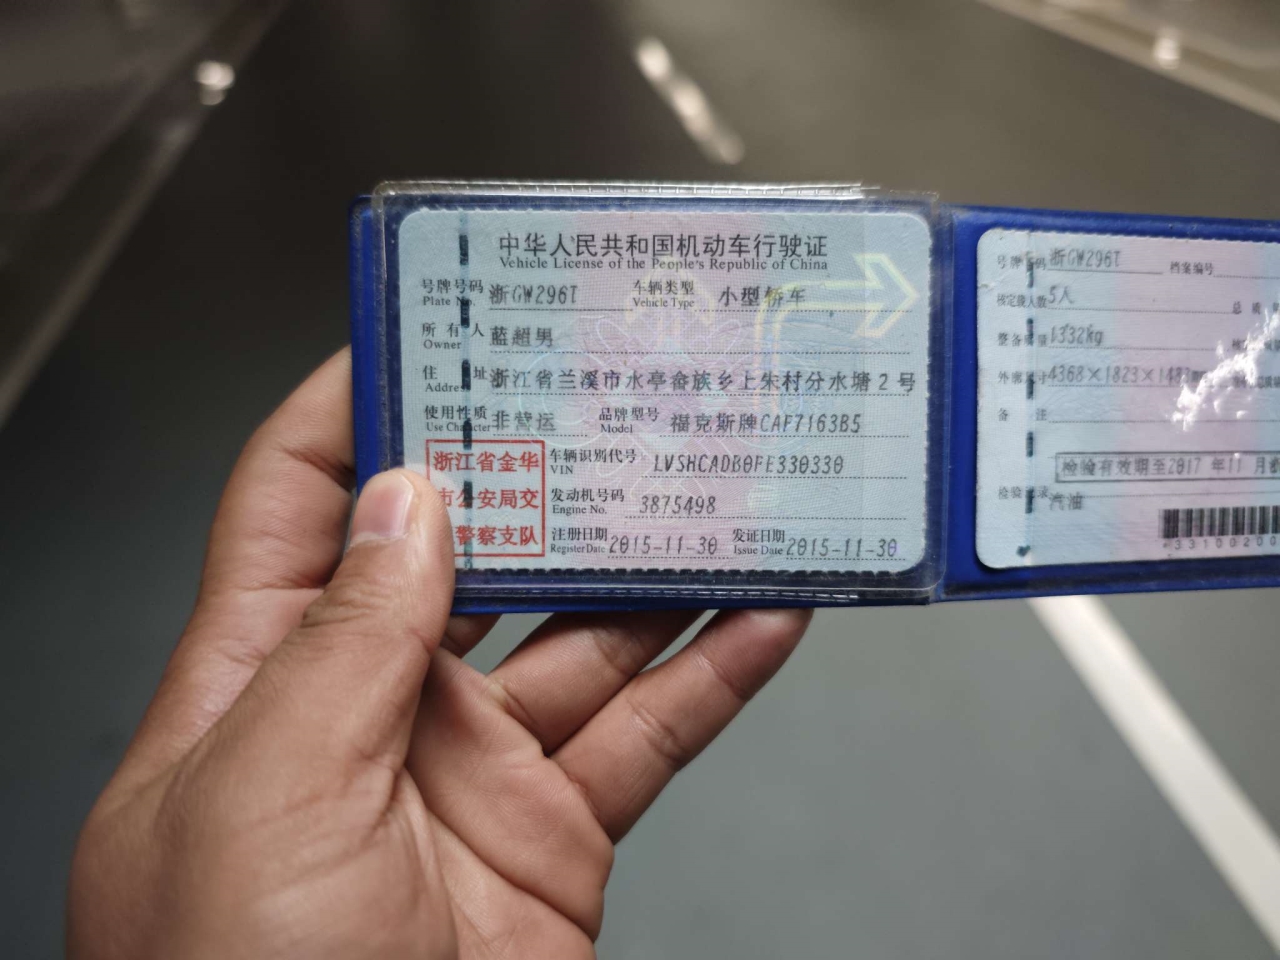 中华人民共和国机动车行驶证
Vehicle License of the People's Republic of China
号牌号码 浙GW296T 车辆类型 小型轿车
Plate No. Vehicle Type
所有人 蓝超男
Owner
住址 浙江省兰溪市水亭畲族乡上朱村分水塘2号
Address
使用性质 非营运 品牌型号 福克斯牌CAF7163B5
Use Character Model
浙江省金华
市公安局交
警察支队
车辆识别代号 LVSHCADB0FE330330
VIN
发动机号码 3875498
Engine No.
注册日期 2015-11-30 发证日期 2015-11-30
Register Date Issue Date
号牌号码 浙GW296T 档案编号
核定载人数 5人 总质
整备质量 1332kg
外廓尺寸 4368×1823×148
备注
检验有效期至2017年11月
检验记录 汽油
*33100200